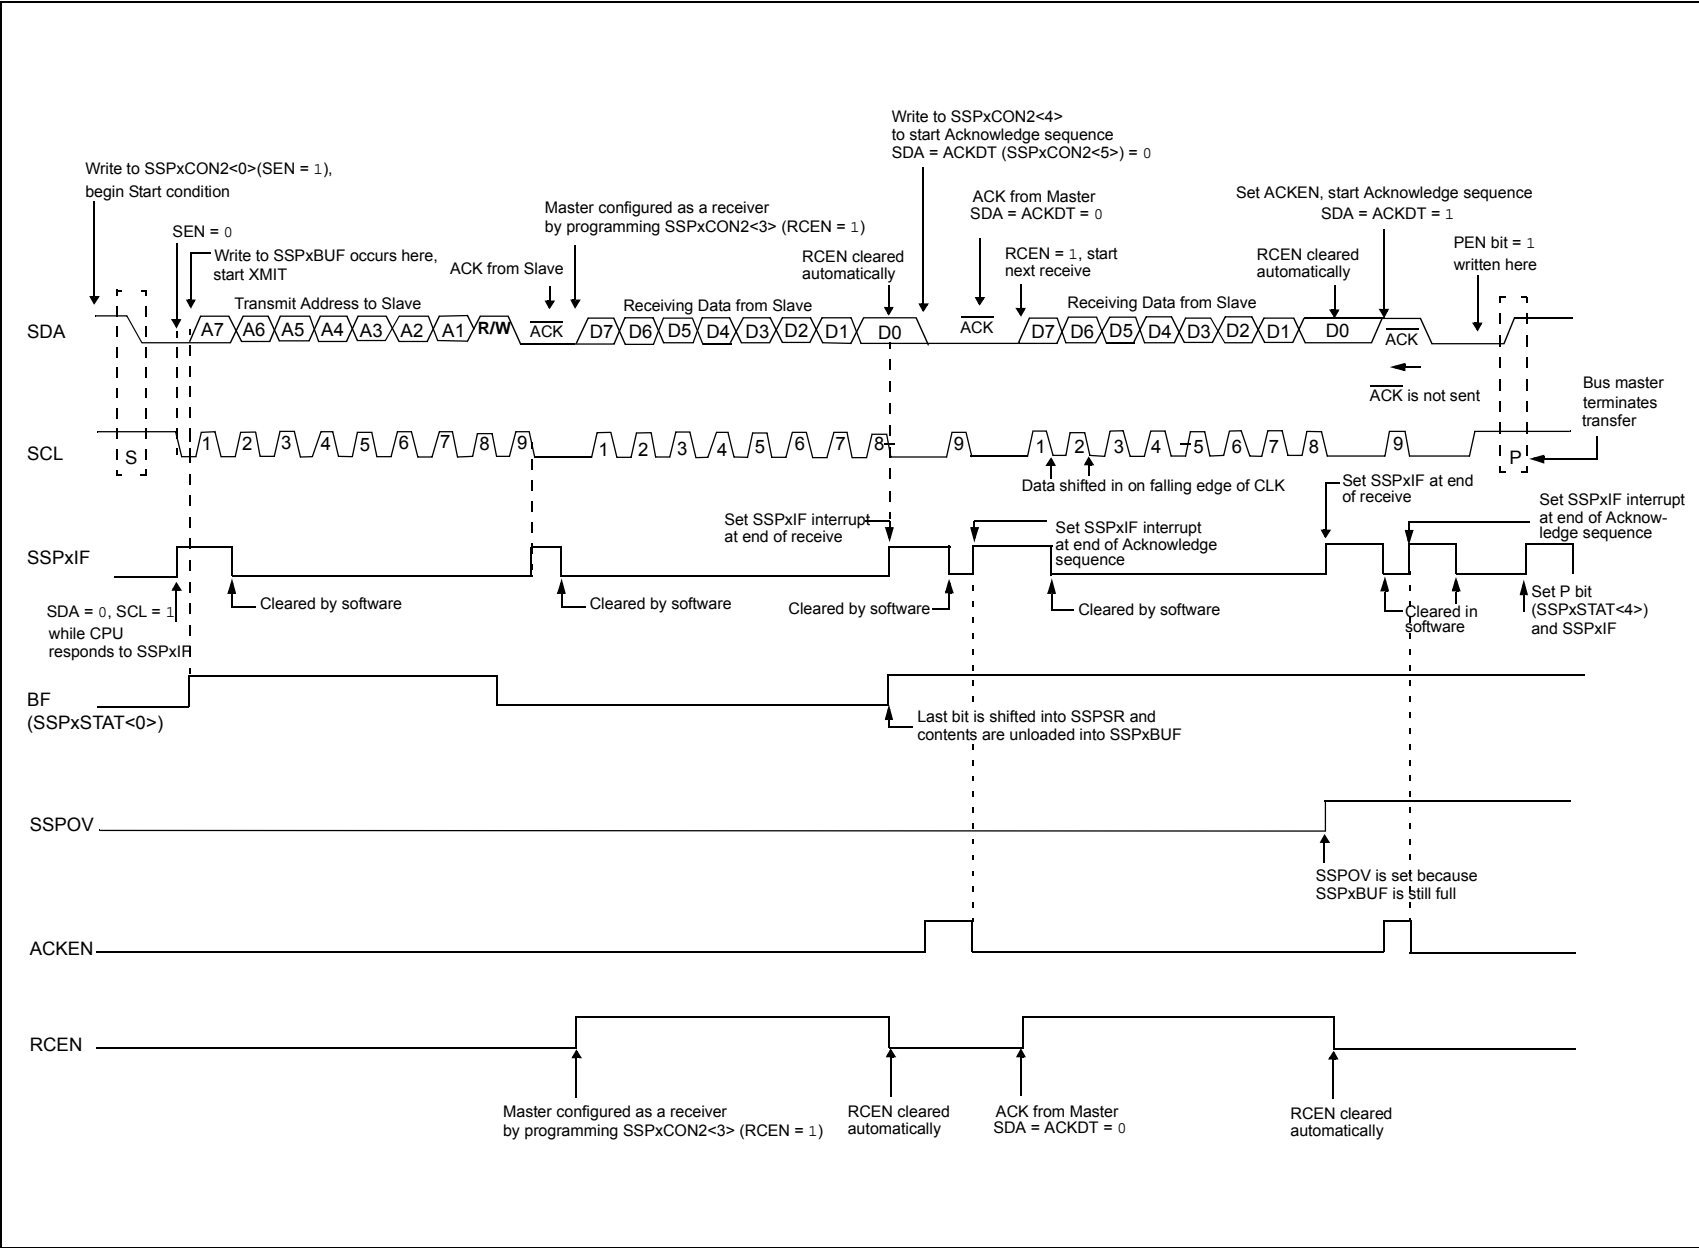 Write to SSPxCON2<4>
to start Acknowledge sequence
SDA = ACKDT (SSPxCON2<5>) = 0
Write to SSPxCON2<0>(SEN = 1),
begin Start condition
ACK from Master
SDA = ACKDT = 0
Set ACKEN, start Acknowledge sequence
SDA = ACKDT = 1
Master configured as a receiver
by programming SSPxCON2<3> (RCEN = 1)
SEN = 0
Write to SSPxBUF occurs here,
start XMIT
ACK from Slave
RCEN cleared
automatically
RCEN = 1, start
next receive
RCEN cleared
automatically
PEN bit = 1
written here
Transmit Address to Slave
Receiving Data from Slave
Receiving Data from Slave
SDA
A7 A6 A5 A4 A3 A2 A1 R/W ACK D7 D6 D5 D4 D3 D2 D1 D0 ACK D7 D6 D5 D4 D3 D2 D1 D0 ACK
ACK is not sent
Bus master
terminates
transfer
SCL
S 1 2 3 4 5 6 7 8 9 1 2 3 4 5 6 7 8 9 1 2 3 4 5 6 7 8 9 P
Data shifted in on falling edge of CLK
Set SSPxIF at end
of receive
Set SSPxIF interrupt
at end of receive
Set SSPxIF interrupt
at end of Acknowledge
sequence
Set SSPxIF interrupt
at end of Acknow-
ledge sequence
SSPxIF
SDA = 0, SCL = 1
while CPU
responds to SSPxIF
Cleared by software
Cleared by software
Cleared by software
Cleared by software
Cleared in
software
Set P bit
(SSPxSTAT<4>)
and SSPxIF
BF
(SSPxSTAT<0>)
Last bit is shifted into SSPSR and
contents are unloaded into SSPxBUF
SSPOV
SSPOV is set because
SSPxBUF is still full
ACKEN
RCEN
Master configured as a receiver
by programming SSPxCON2<3> (RCEN = 1)
RCEN cleared
automatically
ACK from Master
SDA = ACKDT = 0
RCEN cleared
automatically